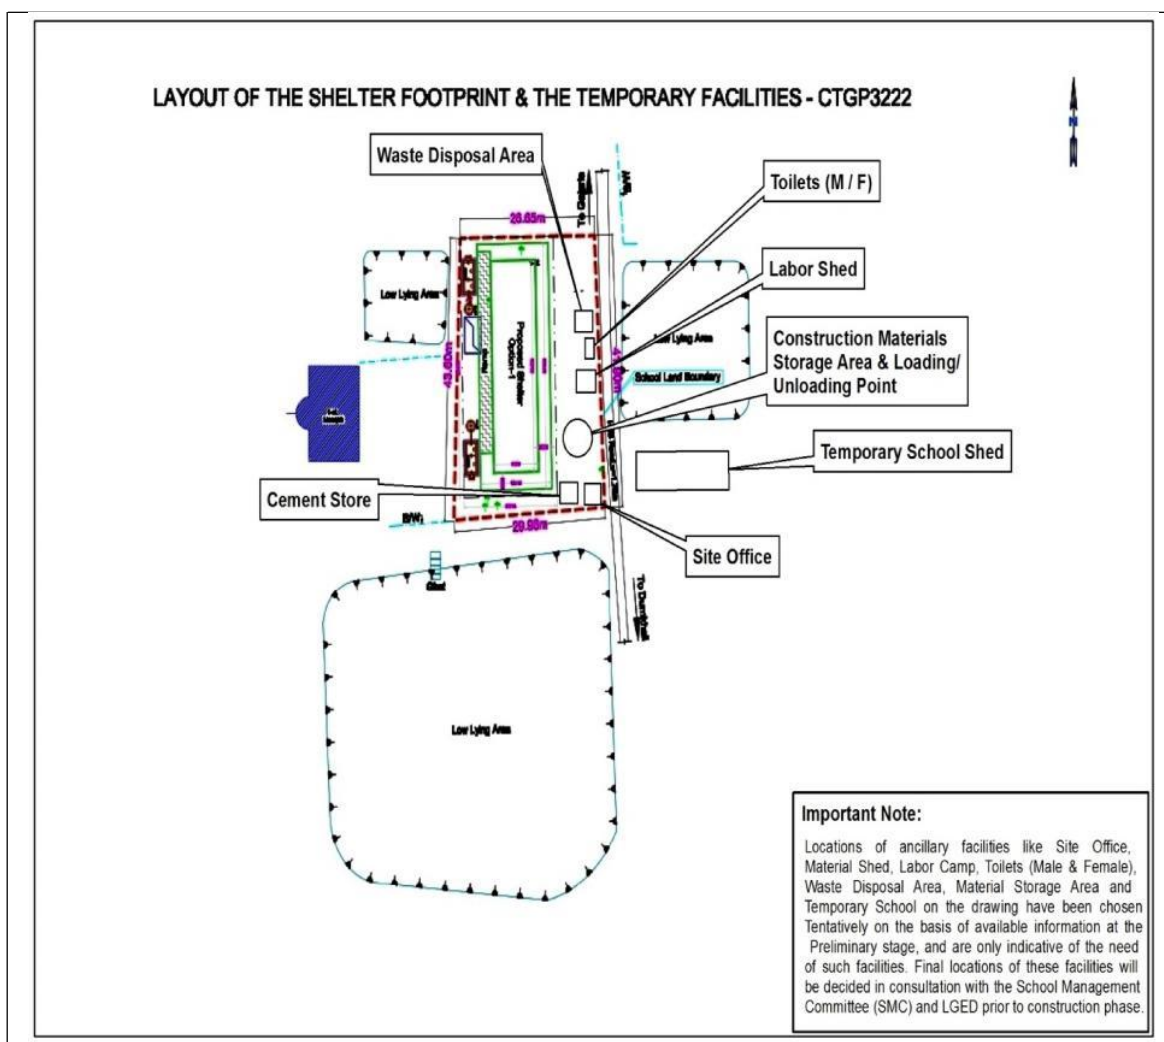 LAYOUT OF THE SHELTER FOOTPRINT & THE TEMPORARY FACILITIES - CTGP3222
N
Waste Disposal Area
Toilets (M / F)
Labor Shed
Construction Materials
Storage Area & Loading/
Unloading Point
Temporary School Shed
Site Office
Cement Store
26.65m
43.60m
29.98m
Low Lying Area
Low Lying Area
Low Lying Area
Proposed Shelter
Option-1
School Land Boundary
Important Note:
Locations of ancillary facilities like Site Office,
Material Shed, Labor Camp, Toilets (Male & Female),
Waste Disposal Area, Material Storage Area and
Temporary School on the drawing have been chosen
Tentatively on the basis of available information at the
Preliminary stage, and are only indicative of the need
of such facilities. Final locations of these facilities will
be decided in consultation with the School Management
Committee (SMC) and LGED prior to construction phase.